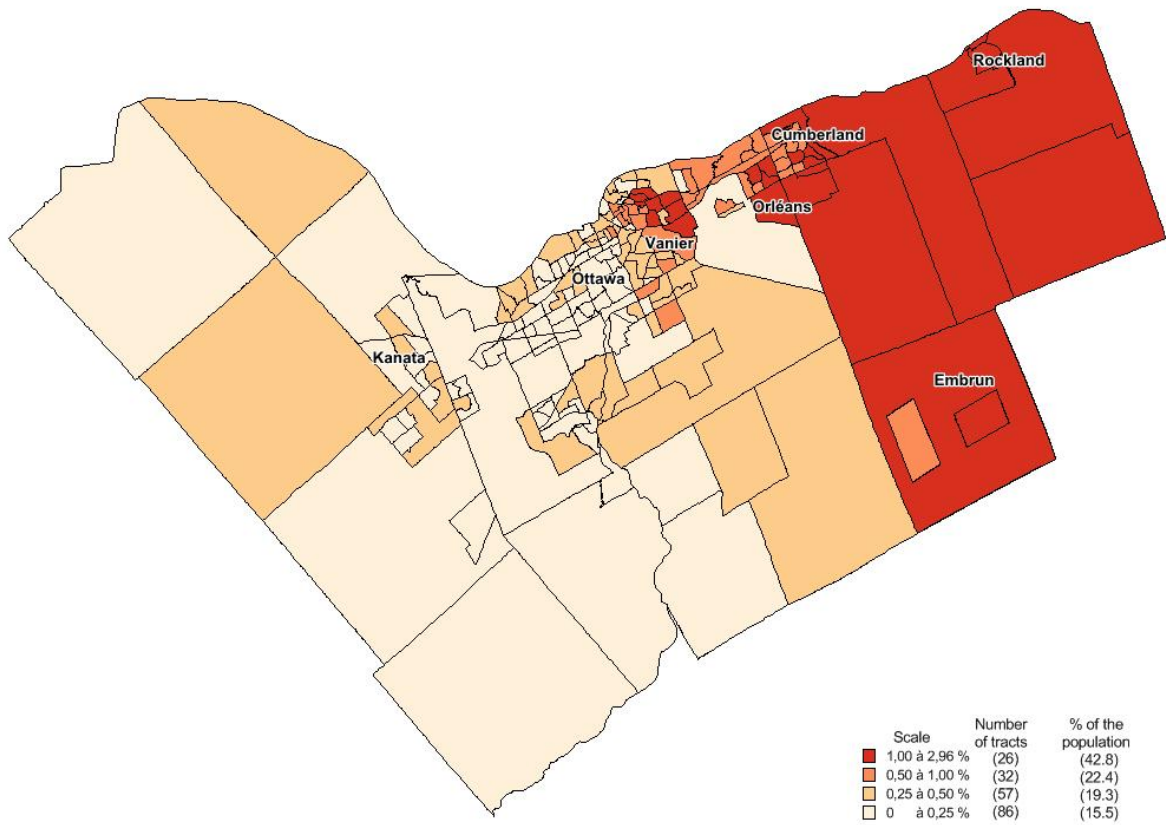 Rockland
Cumberland
Orléans
Vanier
Ottawa
Kanata
Embrun
Scale Number of tracts % of the population
1,00 à 2,96 % (26) (42.8)
0,50 à 1,00 % (32) (22.4)
0,25 à 0,50 % (57) (19.3)
0 à 0,25 % (86) (15.5)